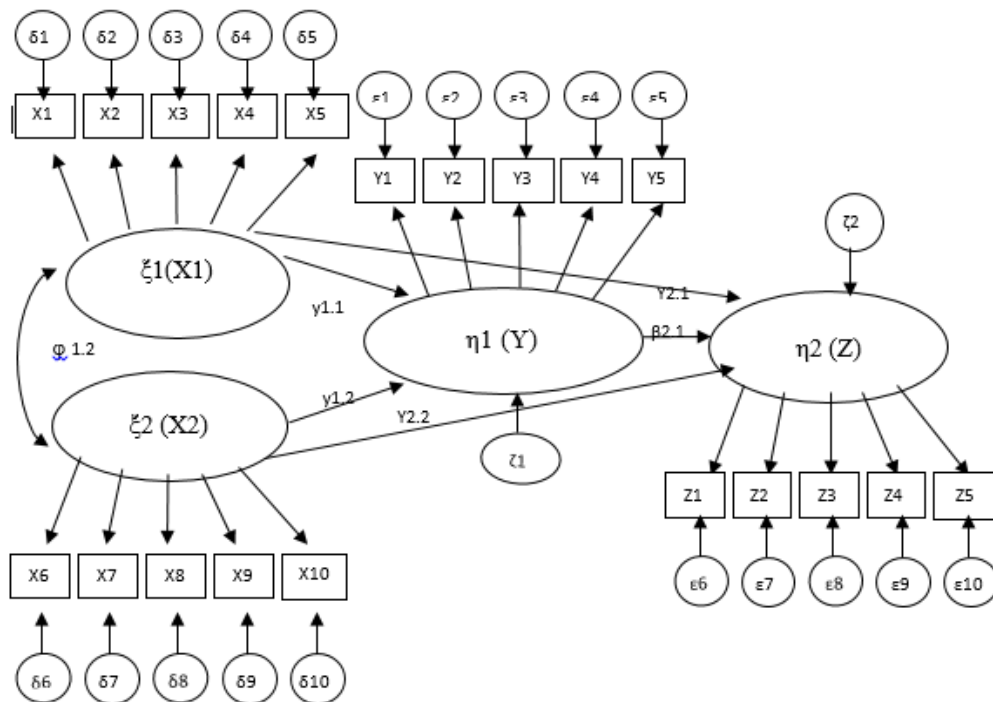 δ1 δ2 δ3 δ4 δ5
X1 X2 X3 X4 X5
ε1 ε2 ε3 ε4 ε5
Y1 Y2 Y3 Y4 Y5
ζ2
ξ1(X1)
Y2.1
y1.1
β2.1
η1 (Y)
η2 (Z)
φ 1.2
y1.2
Y2.2
ξ2 (X2)
ζ1
Z1 Z2 Z3 Z4 Z5
X6 X7 X8 X9 X10
ε6 ε7 ε8 ε9 ε10
δ6 δ7 δ8 δ9 δ10